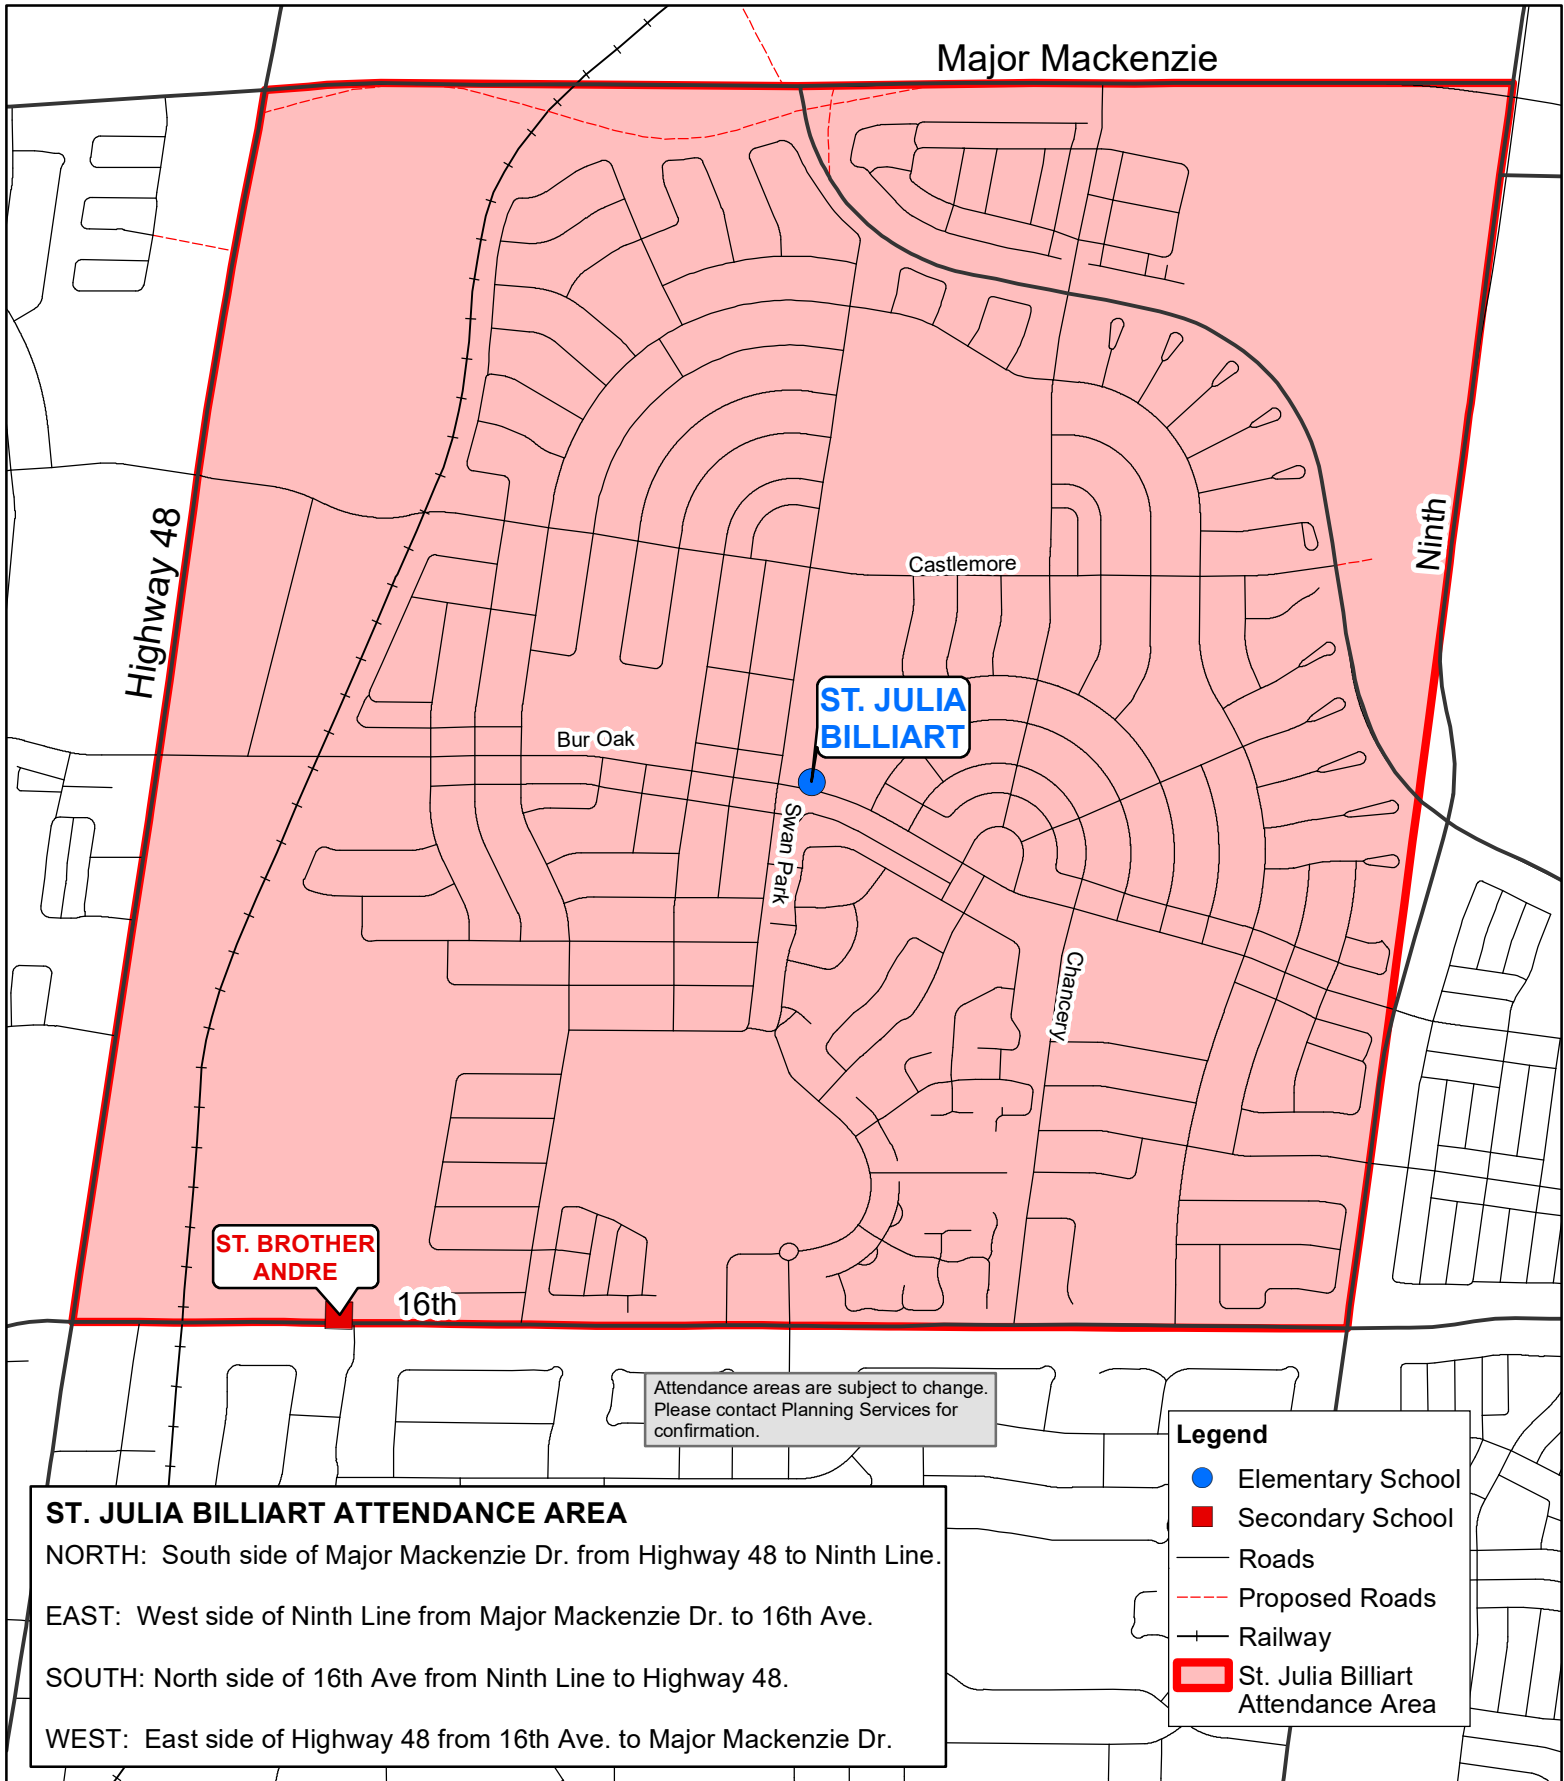 Major Mackenzie
Highway 48
Ninth
Castlemore
ST. JULIA
BILLIART
Bur Oak
Swan Park
Chancery
ST. BROTHER
ANDRE
16th
Attendance areas are subject to change.
Please contact Planning Services for
confirmation.
Legend
Elementary School
Secondary School
Roads
Proposed Roads
Railway
St. Julia Billiart
Attendance Area
ST. JULIA BILLIART ATTENDANCE AREA
NORTH: South side of Major Mackenzie Dr. from Highway 48 to Ninth Line.
EAST: West side of Ninth Line from Major Mackenzie Dr. to 16th Ave.
SOUTH: North side of 16th Ave from Ninth Line to Highway 48.
WEST: East side of Highway 48 from 16th Ave. to Major Mackenzie Dr.